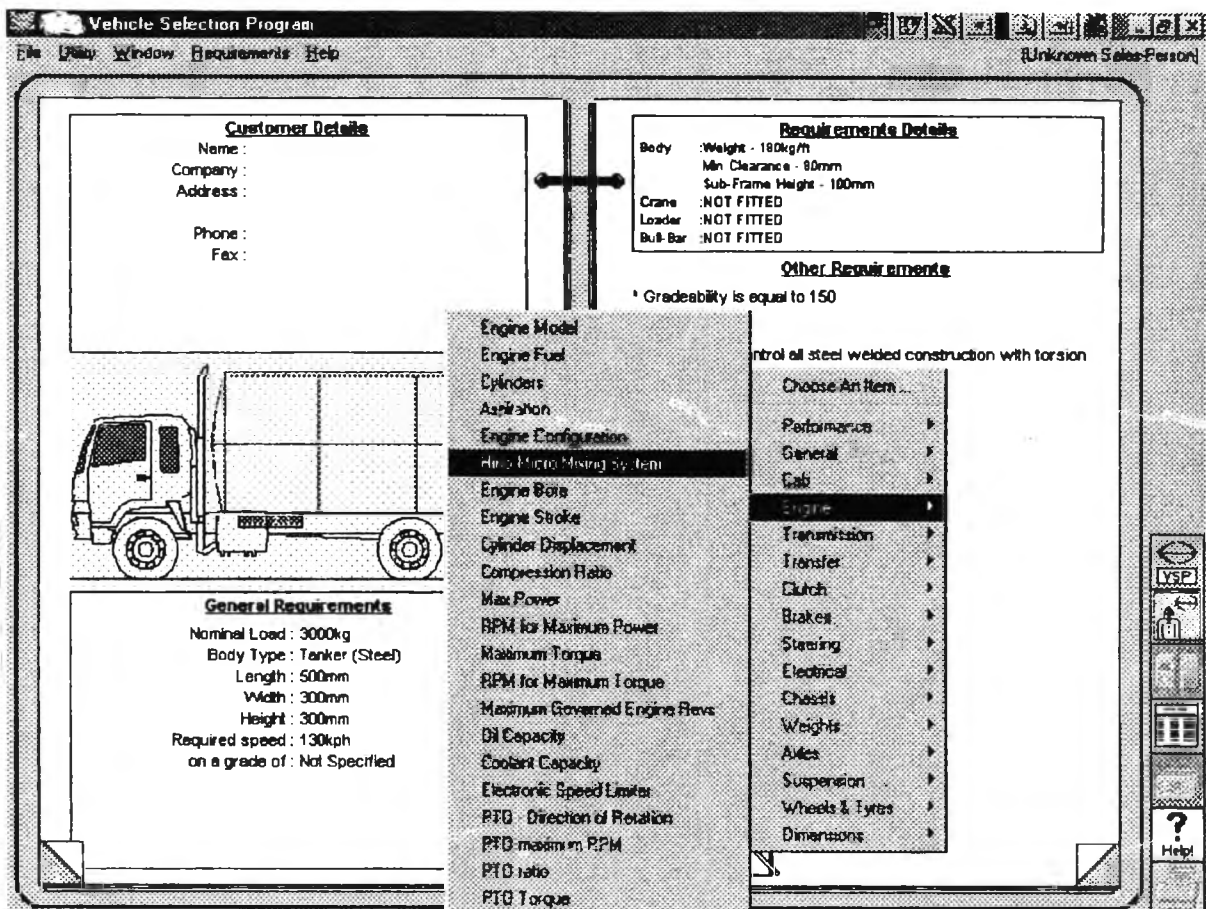 Vehicle Selection Program
File Utility Window Requirements Help
[Unknown Sales-Person]
Customer Details
Name :
Company :
Address :
Phone :
Fax :
Requirements Details
Body :Weight - 180kg/ft
Min Clearance - 80mm
Sub-Frame Height - 100mm
Crane :NOT FITTED
Loader :NOT FITTED
Bull-Bar :NOT FITTED
Other Requirements
* Gradeability is equal to 150
ntrol all steel welded construction with torsion
Engine Model
Engine Fuel
Cylinders
Aspiration
Engine Configuration
Hino Micro Mixing System
Engine Bore
Engine Stroke
Cylinder Displacement
Compression Ratio
Max Power
RPM for Maximum Power
Maximum Torque
RPM for Maximum Torque
Maximum Governed Engine Revs
Oil Capacity
Coolant Capacity
Electronic Speed Limiter
PTO Direction of Rotation
PTO maximum RPM
PTO ratio
PTO Torque
Choose An Item ...
Performance
General
Cab
Engine
Transmission
Transfer
Clutch
Brakes
Steering
Electrical
Chassis
Weights
Axles
Suspension
Wheels & Tyres
Dimensions
General Requirements
Nominal Load : 3000kg
Body Type : Tanker (Steel)
Length : 500mm
Width : 300mm
Height : 300mm
Required speed : 130kph
on a grade of : Not Specified
VSP
?
Help!